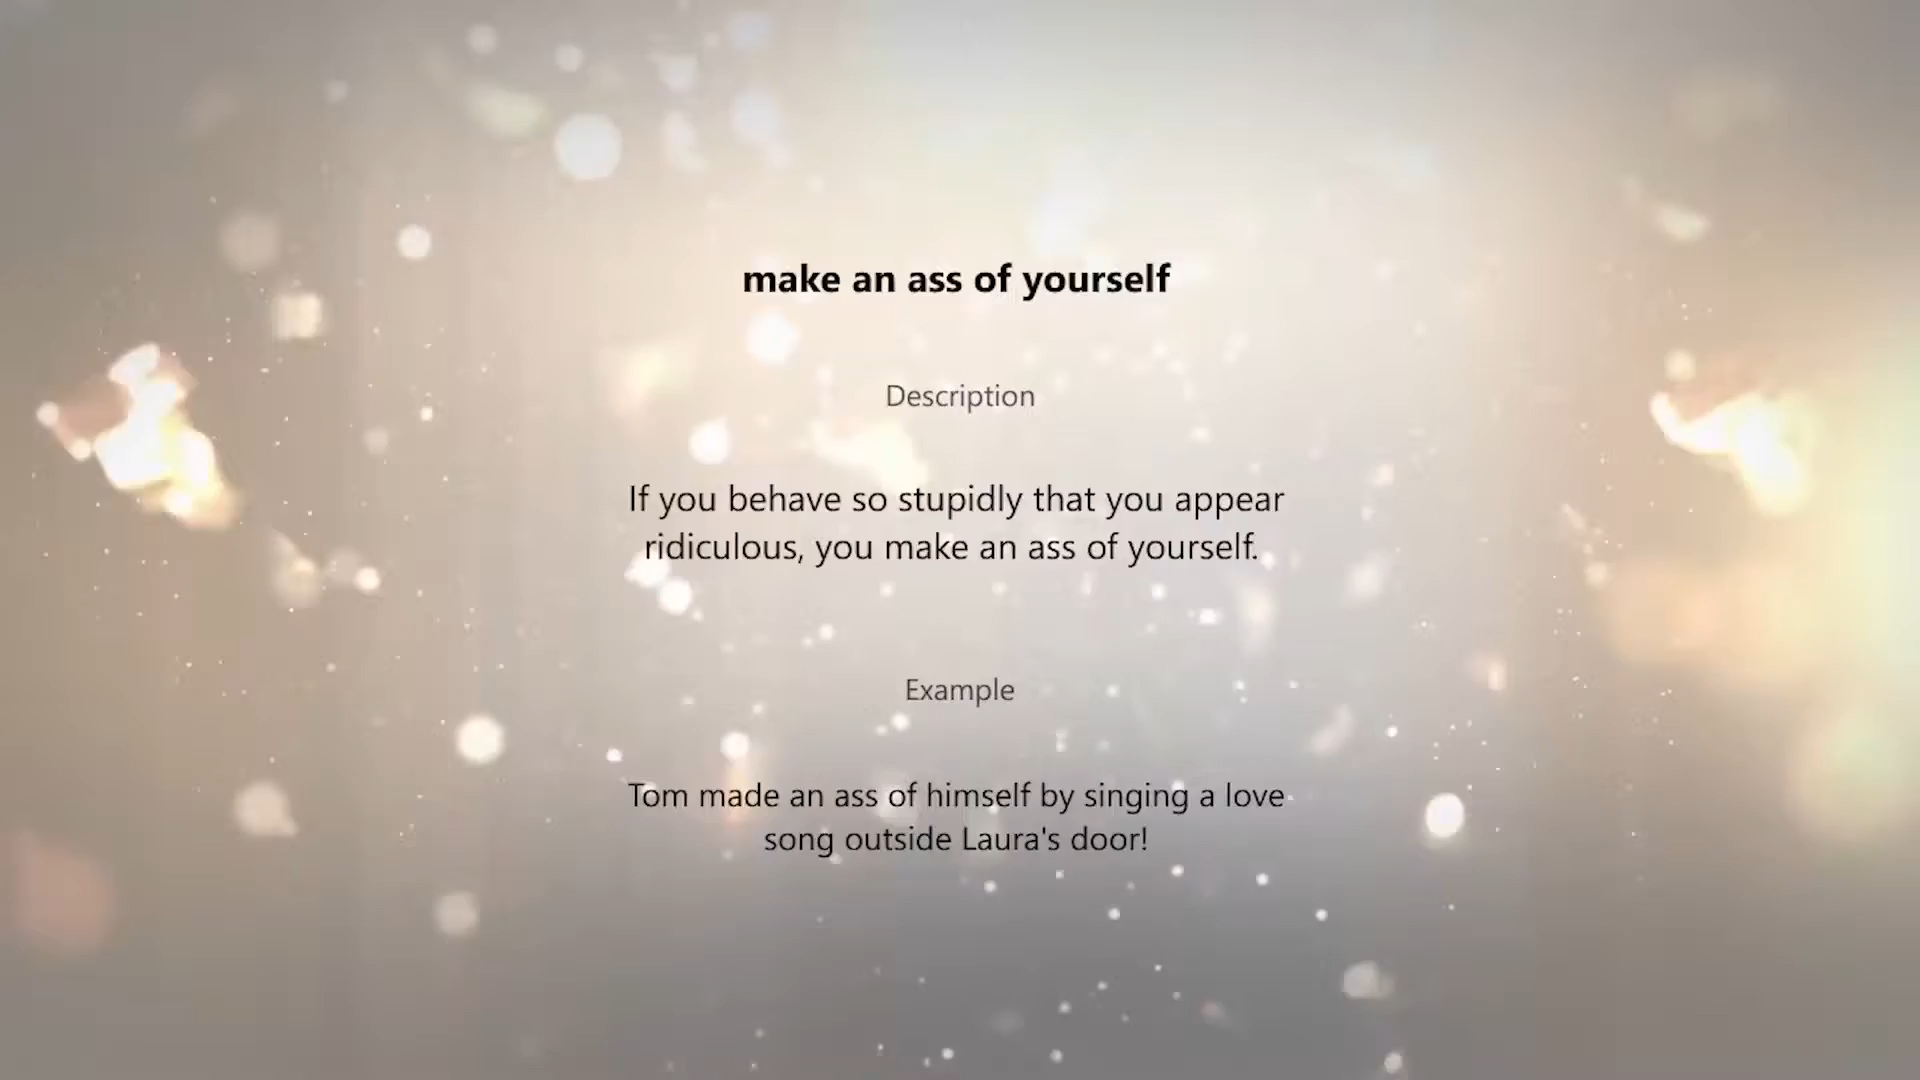 make an ass of yourself
Description
If you behave so stupidly that you appear
ridiculous, you make an ass of yourself.
Example
Tom made an ass of himself by singing a love
song outside Laura's door!